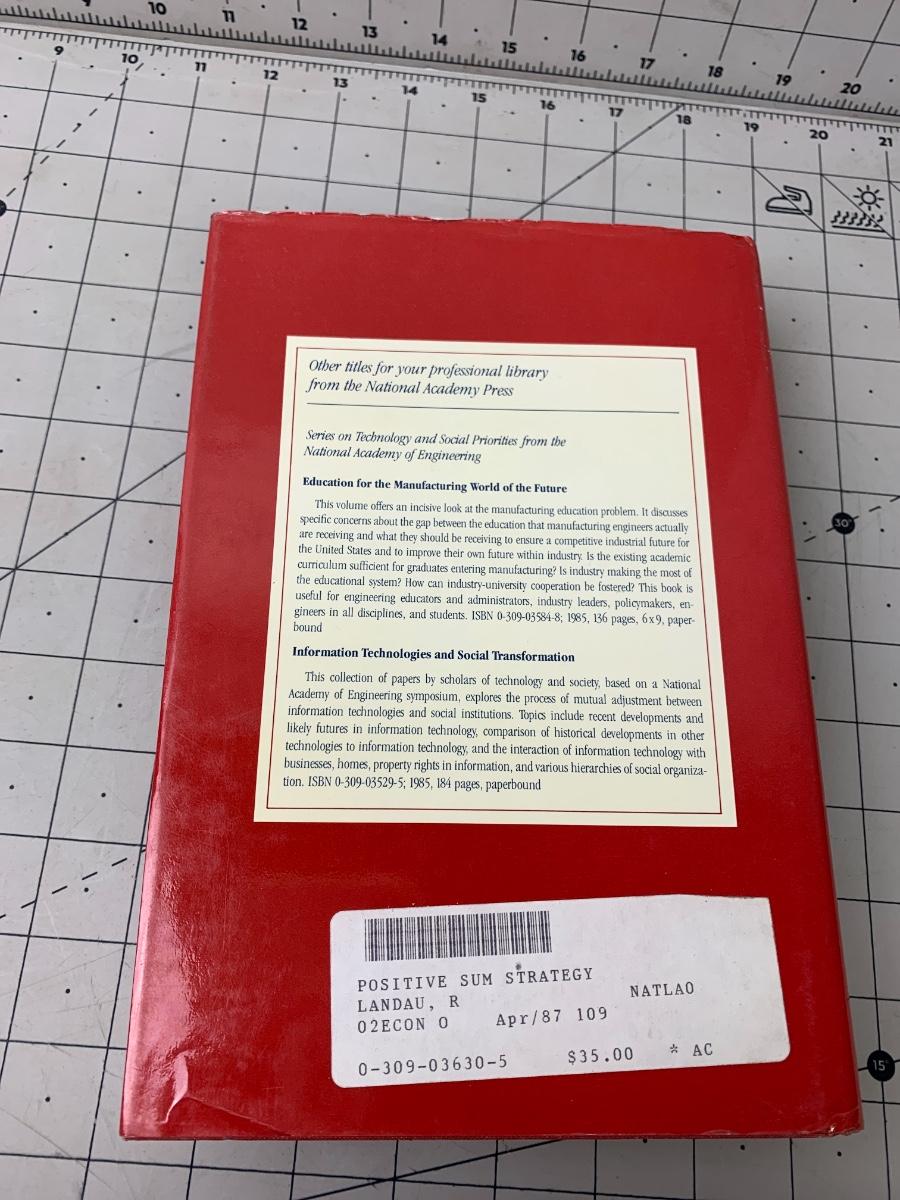 9 10 11 12 13 14 15 16 17 18 19 20
9 10 11 12 13 14 15 16 17 18 19 20 21
Other titles for your professional library
from the National Academy Press
Series on Technology and Social Priorities from the
National Academy of Engineering
Education for the Manufacturing World of the Future
This volume offers an incisive look at the manufacturing education problem. It discusses
specific concerns about the gap between the education that manufacturing engineers actually
are receiving and what they should be receiving to ensure a competitive industrial future for
the United States and to improve their own future within industry. Is the existing academic
curriculum sufficient for graduates entering manufacturing? Is industry making the most of
the educational system? How can industry-university cooperation be fostered? This book is
useful for engineering educators and administrators, industry leaders, policymakers, en-
gineers in all disciplines, and students. ISBN 0-309-03584-8; 1985, 136 pages, 6x9, paper-
bound
Information Technologies and Social Transformation
This collection of papers by scholars of technology and society, based on a National
Academy of Engineering symposium, explores the process of mutual adjustment between
information technologies and social institutions. Topics include recent developments and
likely futures in information technology, comparison of historical developments in other
technologies to information technology, and the interaction of information technology with
businesses, homes, property rights in information, and various hierarchies of social organiza-
tion. ISBN 0-309-03529-5; 1985, 184 pages, paperbound
30°
POSITIVE SUM STRATEGY
LANDAU, R NATLAO
02ECON O Apr/87 109
0-309-03630-5 $35.00 * AC
15°